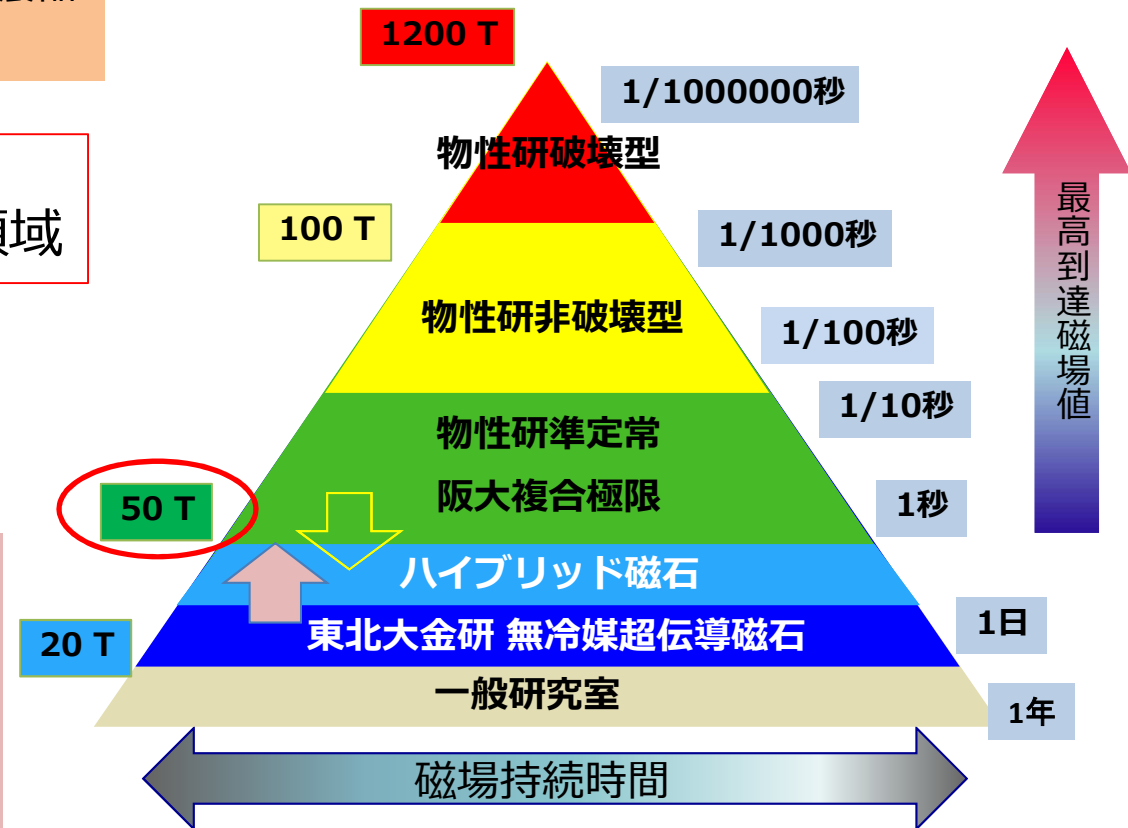 1200 T
1/1000000秒
物性研破壊型
領域
100 T
1/1000秒
物性研非破壊型
1/100秒
1/10秒
最高到達磁場値
物性研準定常
阪大複合極限
50 T
1秒
ハイブリッド磁石
東北大金研 無冷媒超伝導磁石
20 T
1日
一般研究室
1年
磁場持続時間